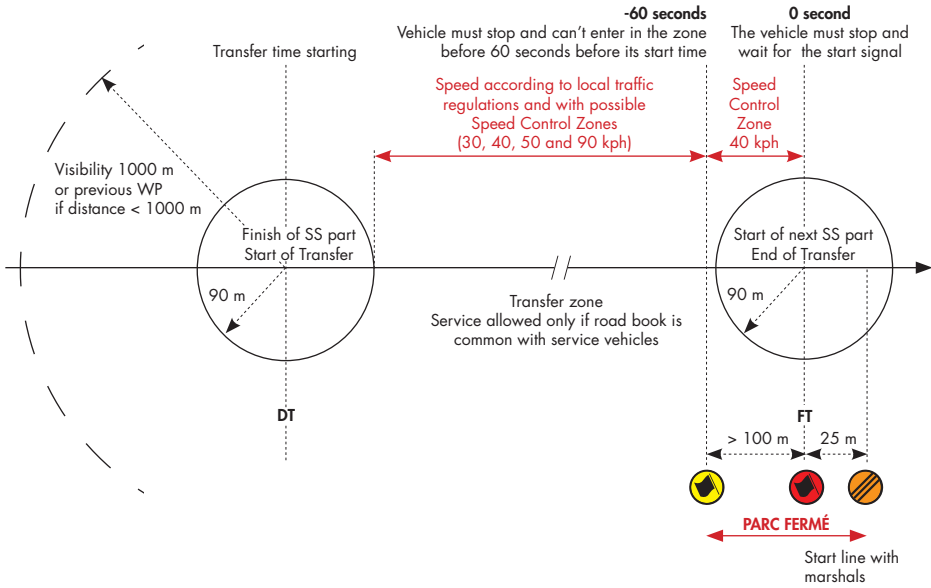 -60 seconds
Vehicle must stop and can't enter in the zone
before 60 seconds before its start time
0 second
The vehicle must stop and
wait for the start signal
Transfer time starting
Speed according to local traffic
regulations and with possible
Speed Control Zones
(30, 40, 50 and 90 kph)
Speed
Control
Zone
40 kph
Visibility 1000 m
or previous WP
if distance < 1000 m
Finish of SS part
Start of Transfer
90 m
Start of next SS part
End of Transfer
90 m
Transfer zone
Service allowed only if road book is
common with service vehicles
DT
FT
> 100 m
25 m
PARC FERMÉ
Start line with
marshals